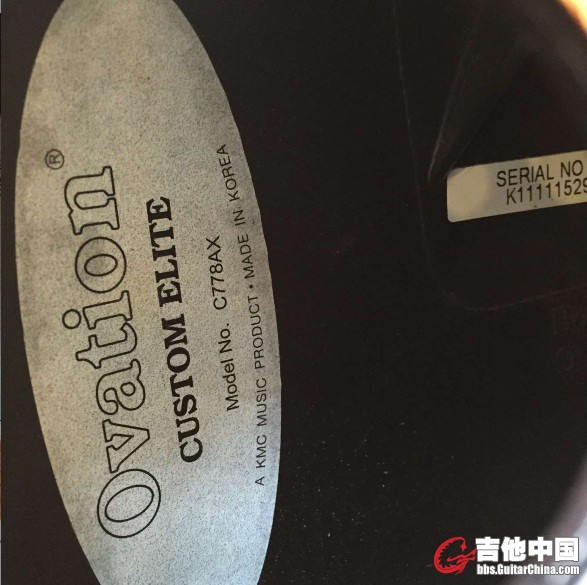 Ovation®
CUSTOM ELITE
Model No. C778AX
A KMC MUSIC PRODUCT • MADE IN KOREA
SERIAL NO
K11111529
吉他中国
bbs.GuitarChina.com